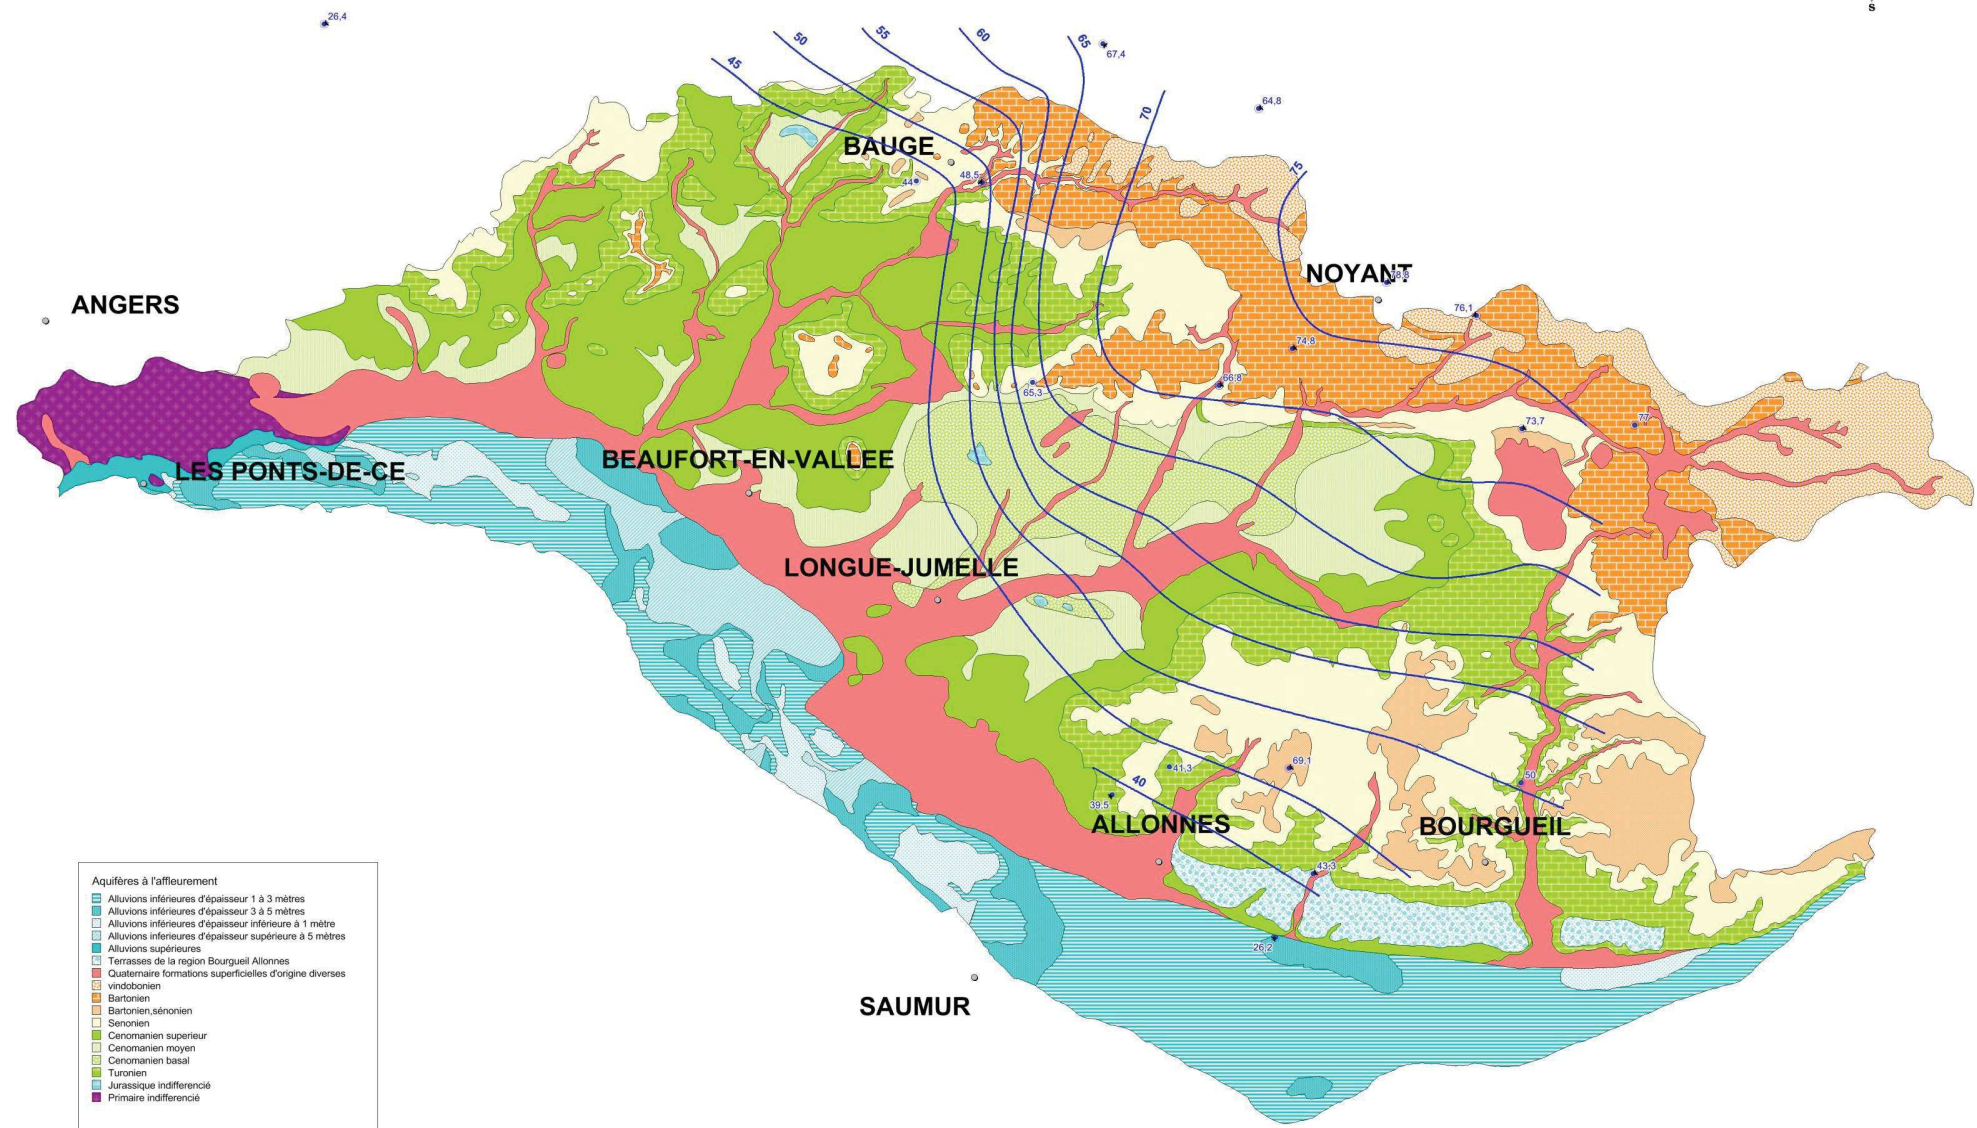 s
26,4
50
55
60
65
67,4
45
64,8
70
BAUGE
75
48,5
44
NOYANT
78,8
ANGERS
76,1
74,8
66,8
65,3
77
73,7
BEAUFORT-EN-VALLEE
LES PONTS-DE-CE
LONGUE-JUMELLE
41,3
69,1
40
50
39,5
ALLONNES
BOURGUEIL
43,3
26,2
SAUMUR
Aquifères à l'affleurement
Alluvions inférieures d'épaisseur 1 à 3 mètres
Alluvions inférieures d'épaisseur 3 à 5 mètres
Alluvions inférieures d'épaisseur inférieure à 1 mètre
Alluvions inferieures d'épaisseur supérieure à 5 mètres
Alluvions supérieures
Terrasses de la region Bourgueil Allonnes
Quaternaire formations superficielles d'origine diverses
vindobonien
Bartonien
Bartonien,sénonien
Senonien
Cenomanien superieur
Cenomanien moyen
Cenomanien basal
Turonien
Jurassique indifferencié
Primaire indifferencié